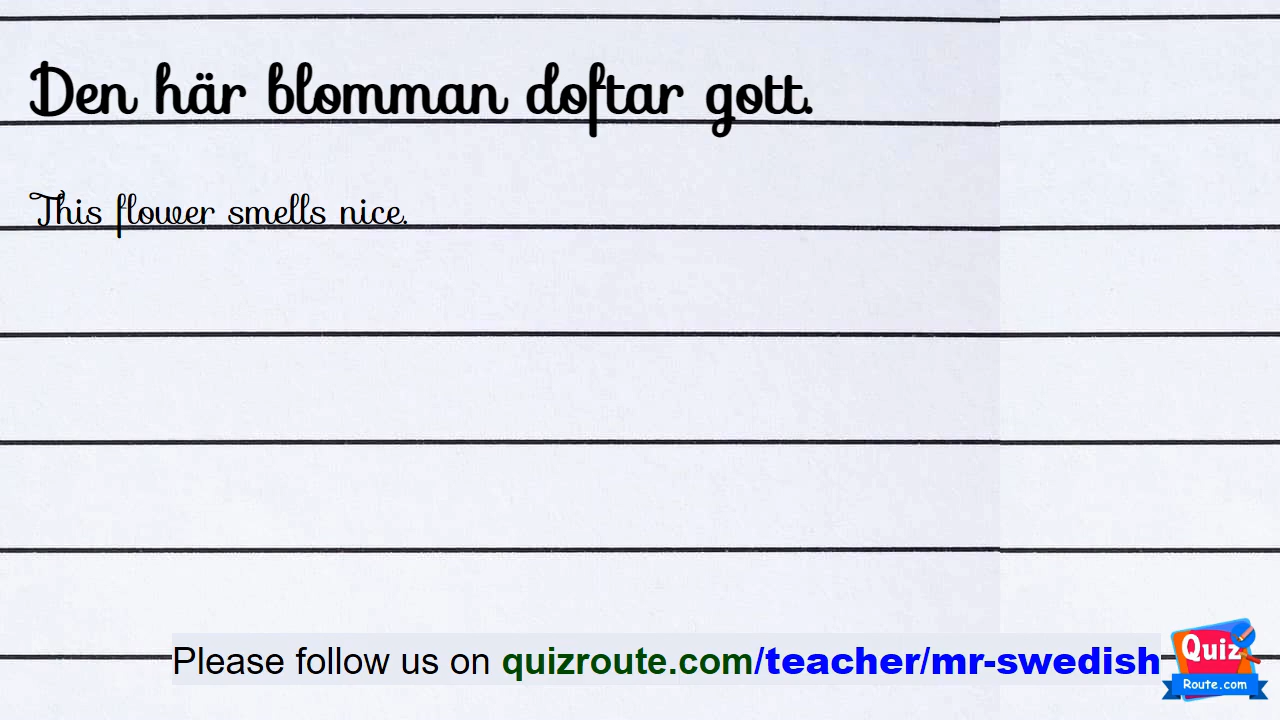 Den här blomman doftar gott.
This flower smells nice.
Please follow us on quizroute.com/teacher/mr-swedish
Quiz
Route.com